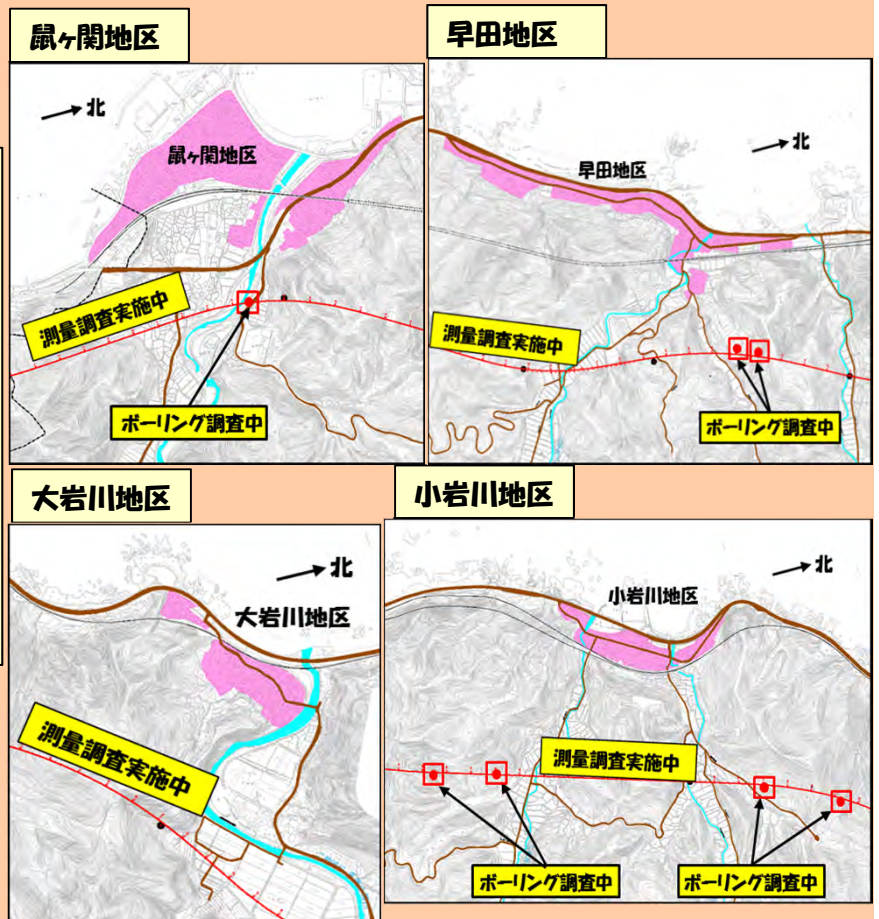 鼠ヶ関地区
北
鼠ヶ関地区
測量調査実施中
ボーリング調査中
早田地区
北
早田地区
測量調査実施中
ボーリング調査中
大岩川地区
北
大岩川地区
測量調査実施中
小岩川地区
北
小岩川地区
測量調査実施中
ボーリング調査中
ボーリング調査中